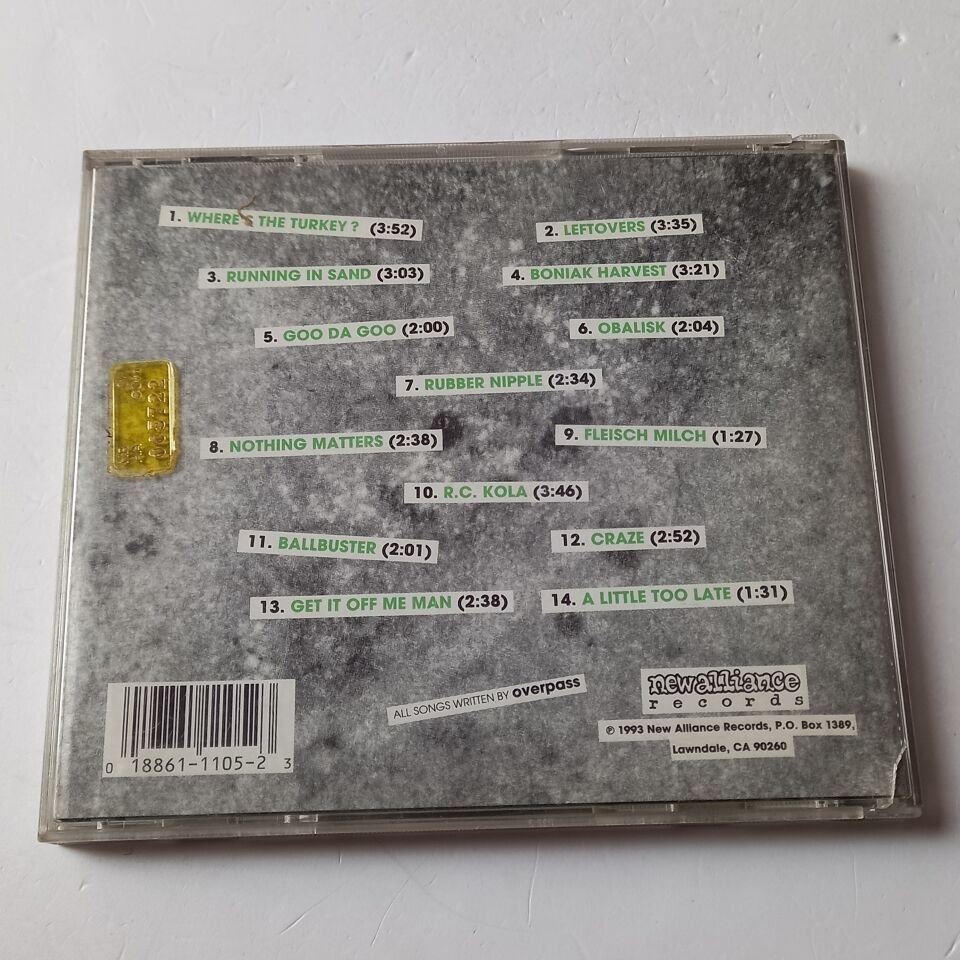 1. WHERE'S THE TURKEY? (3:52)
2. LEFTOVERS (3:35)
3. RUNNING IN SAND (3:03)
4. BONIAK HARVEST (3:21)
5. GOO DA GOO (2:00)
6. OBALISK (2:04)
7. RUBBER NIPPLE (2:34)
8. NOTHING MATTERS (2:38)
9. FLEISCH MILCH (1:27)
10. R.C. KOLA (3:46)
11. BALLBUSTER (2:01)
12. CRAZE (2:52)
13. GET IT OFF ME MAN (2:38)
14. A LITTLE TOO LATE (1:31)
ALL SONGS WRITTEN BY overpass
new alliance
records
℗ 1993 New Alliance Records, P.O. Box 1389,
Lawndale, CA 90260
0 18861-1105-2 3